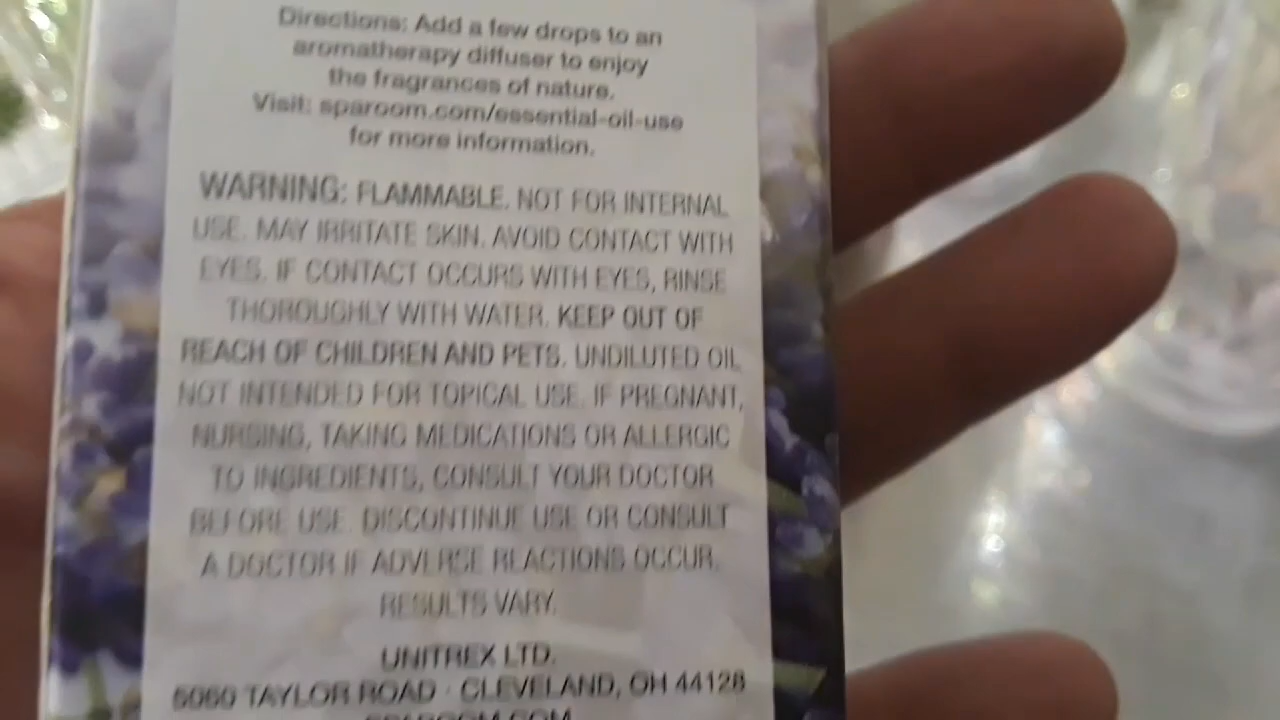 Directions: Add a few drops to an
aromatherapy diffuser to enjoy
the fragrances of nature.
Visit: sparoom.com/essential-oil-use
for more information.
WARNING: FLAMMABLE. NOT FOR INTERNAL
USE. MAY IRRITATE SKIN. AVOID CONTACT WITH
EYES. IF CONTACT OCCURS WITH EYES, RINSE
THOROUGHLY WITH WATER. KEEP OUT OF
REACH OF CHILDREN AND PETS. UNDILUTED OIL
NOT INTENDED FOR TOPICAL USE. IF PREGNANT,
NURSING, TAKING MEDICATIONS OR ALLERGIC
TO INGREDIENTS, CONSULT YOUR DOCTOR
BEFORE USE. DISCONTINUE USE OR CONSULT
A DOCTOR IF ADVERSE REACTIONS OCCUR.
RESULTS VARY.
UNITREX LTD.
5060 TAYLOR ROAD · CLEVELAND, OH 44128
SPAROOM.COM